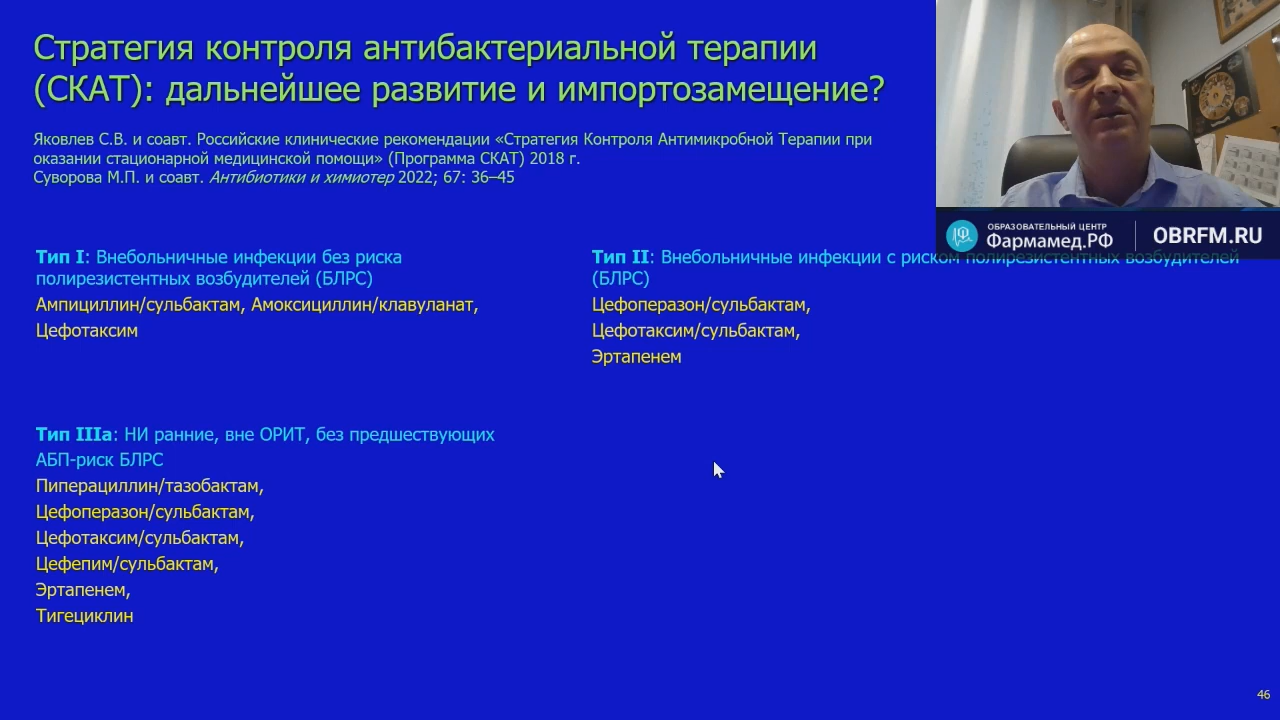 Стратегия контроля антибактериальной терапии
(СКАТ): дальнейшее развитие и импортозамещение?
Яковлев С.В. и соавт. Российские клинические рекомендации «Стратегия Контроля Антимикробной Терапии при
оказании стационарной медицинской помощи» (Программа СКАТ) 2018 г.
Суворова М.П. и соавт. Антибиотики и химиотер 2022; 67: 36–45
ОБРАЗОВАТЕЛЬНЫЙ ЦЕНТР
Фармамед.РФ
OBRFM.RU
Тип I: Внебольничные инфекции без риска
полирезистентных возбудителей (БЛРС)
Ампициллин/сульбактам, Амоксициллин/клавуланат,
Цефотаксим
Тип II: Внебольничные инфекции с риском полирезистентных возбудителей
(БЛРС)
Цефоперазон/сульбактам,
Цефотаксим/сульбактам,
Эртапенем
Тип IIIa: НИ ранние, вне ОРИТ, без предшествующих
АБП-риск БЛРС
Пиперациллин/тазобактам,
Цефоперазон/сульбактам,
Цефотаксим/сульбактам,
Цефепим/сульбактам,
Эртапенем,
Тигециклин
46